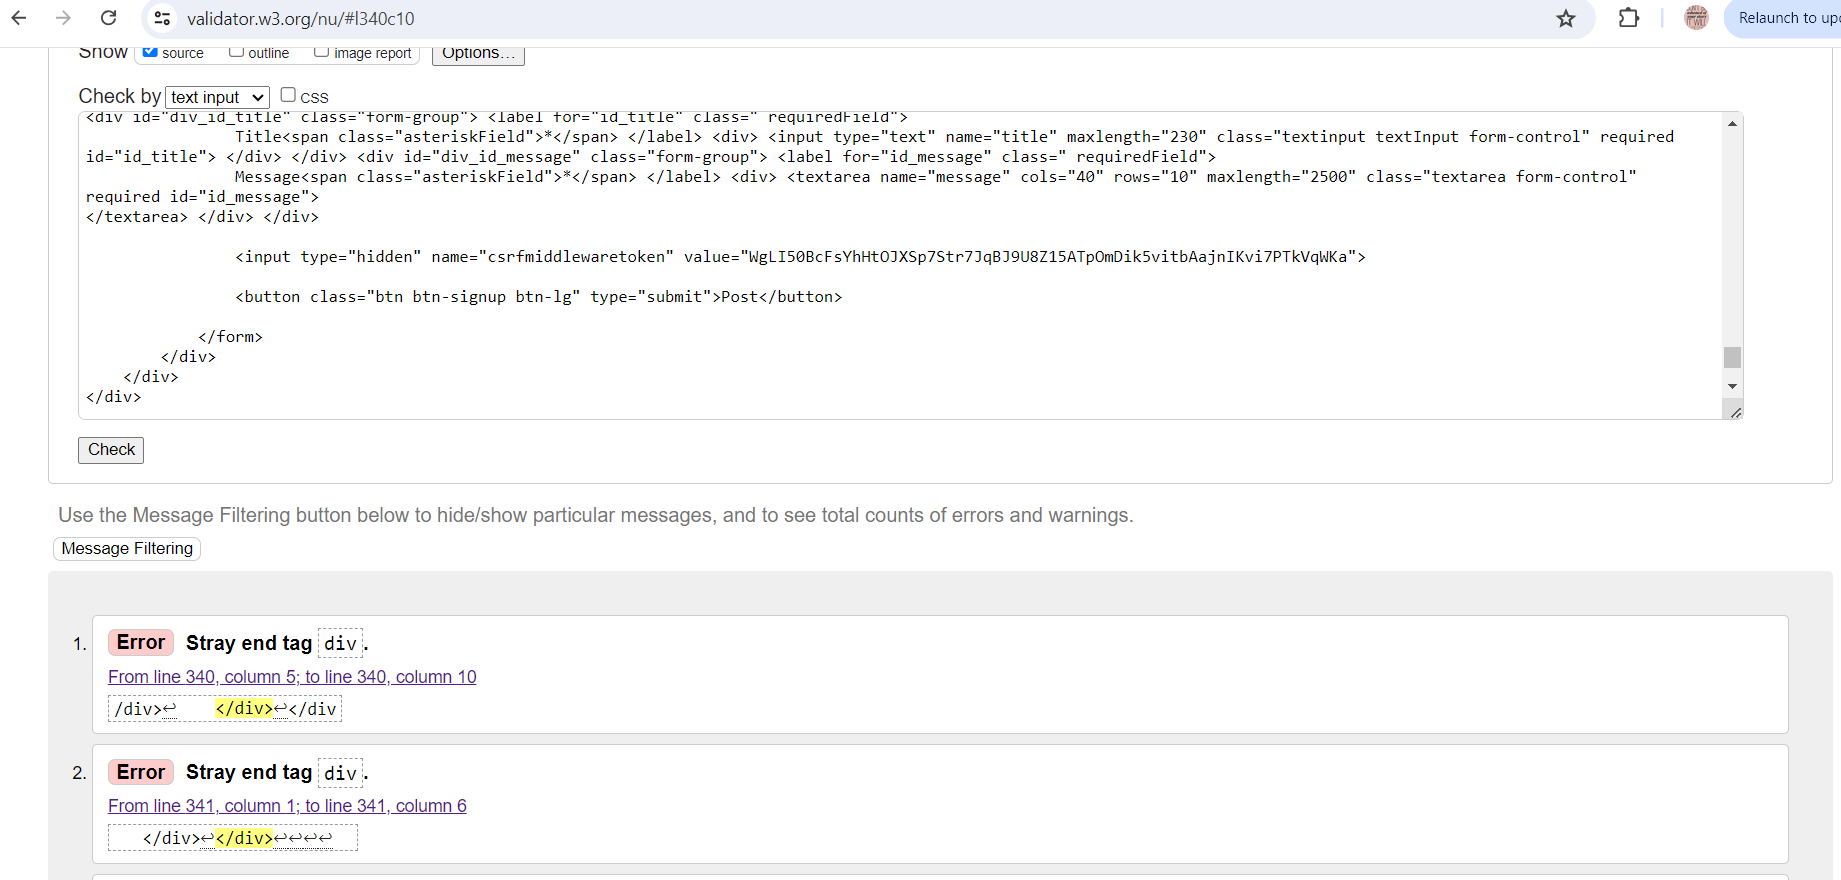 validator.w3.org/nu/#l340c10
Relaunch to up
Show source outline image report Options...
Check by text input CSS
<div id="div_id_title" class="form-group"> <label for="id_title" class=" requiredField">
Title<span class="asteriskField">*</span> </label> <div> <input type="text" name="title" maxlength="230" class="textinput textInput form-control" required
id="id_title"> </div> </div> <div id="div_id_message" class="form-group"> <label for="id_message" class=" requiredField">
Message<span class="asteriskField">*</span> </label> <div> <textarea name="message" cols="40" rows="10" maxlength="2500" class="textarea form-control"
required id="id_message">
</textarea> </div> </div>
<input type="hidden" name="csrfmiddlewaretoken" value="WgLI50BcFsYhHtOJXSp7Str7JqBJ9U8Z15ATpOmDik5vitbAajnIKvi7PTkVqWKa">
<button class="btn btn-signup btn-lg" type="submit">Post</button>
</form>
</div>
</div>
</div>
Check
Use the Message Filtering button below to hide/show particular messages, and to see total counts of errors and warnings.
Message Filtering
1. Error Stray end tag div.
From line 340, column 5; to line 340, column 10
/div>↩ </div>↩</div
2. Error Stray end tag div.
From line 341, column 1; to line 341, column 6
</div>↩</div>↩↩↩↩